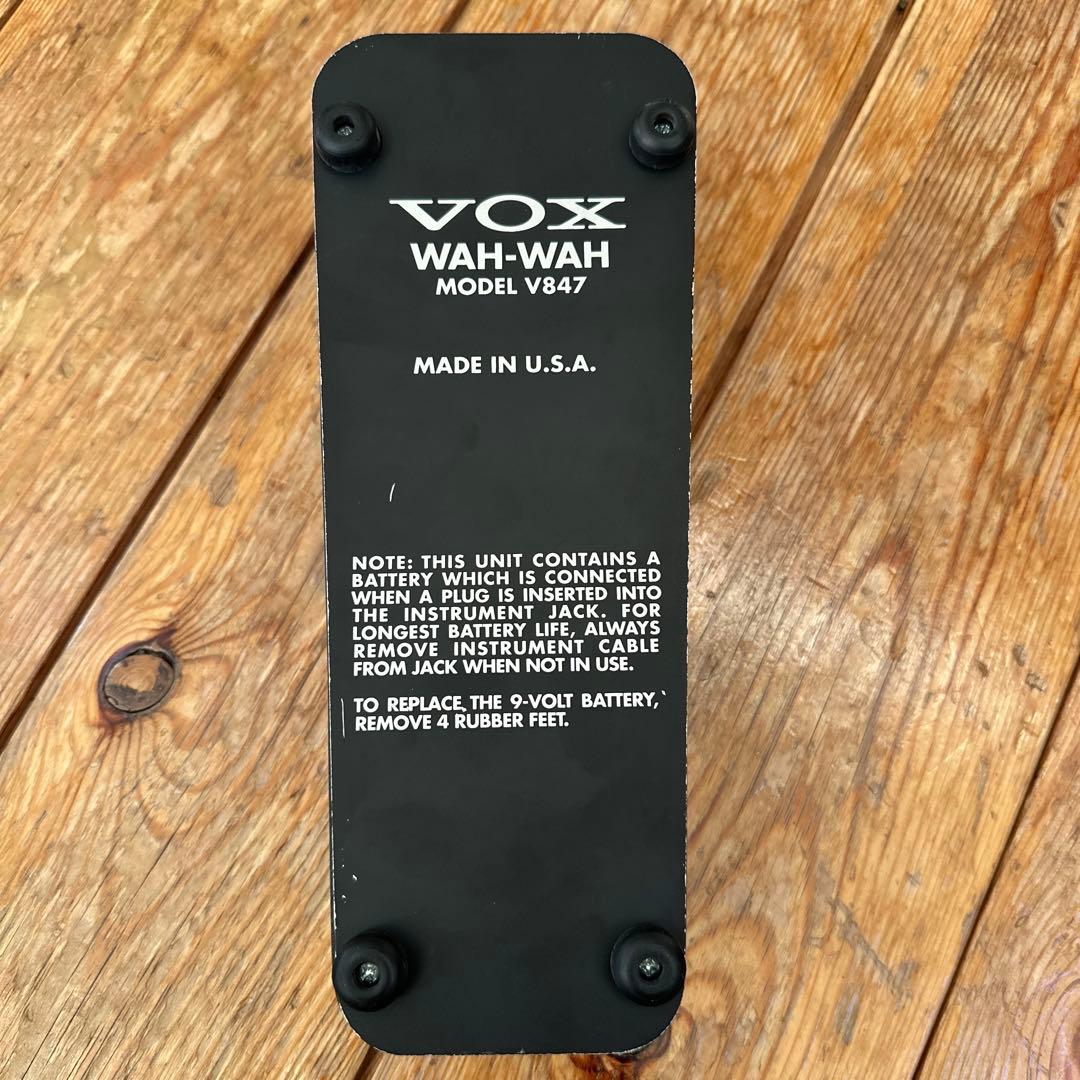 VOX
WAH-WAH
MODEL V847
MADE IN U.S.A.
NOTE: THIS UNIT CONTAINS A
BATTERY WHICH IS CONNECTED
WHEN A PLUG IS INSERTED INTO
THE INSTRUMENT JACK. FOR
LONGEST BATTERY LIFE, ALWAYS
REMOVE INSTRUMENT CABLE
FROM JACK WHEN NOT IN USE.
TO REPLACE THE 9-VOLT BATTERY,
REMOVE 4 RUBBER FEET.